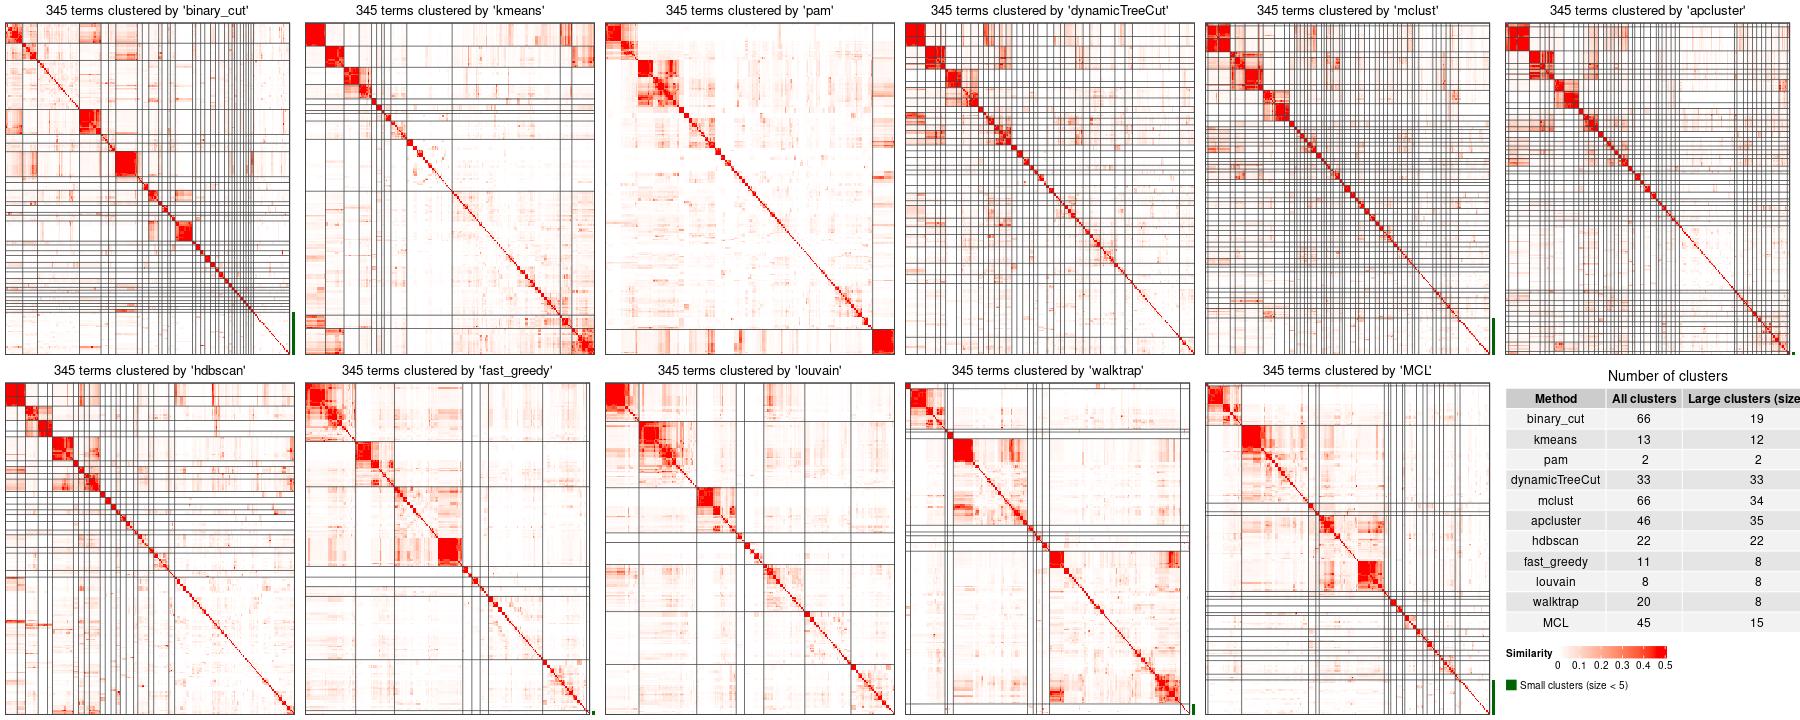 345 terms clustered by 'binary_cut'
345 terms clustered by 'kmeans'
345 terms clustered by 'pam'
345 terms clustered by 'dynamicTreeCut'
345 terms clustered by 'mclust'
345 terms clustered by 'apcluster'
345 terms clustered by 'hdbscan'
345 terms clustered by 'fast_greedy'
345 terms clustered by 'louvain'
345 terms clustered by 'walktrap'
345 terms clustered by 'MCL'
Number of clusters
Method All clusters Large clusters (size
binary_cut 66 19
kmeans 13 12
pam 2 2
dynamicTreeCut 33 33
mclust 66 34
apcluster 46 35
hdbscan 22 22
fast_greedy 11 8
louvain 8 8
walktrap 20 8
MCL 45 15
Similarity
0 0.1 0.2 0.3 0.4 0.5
Small clusters (size < 5)